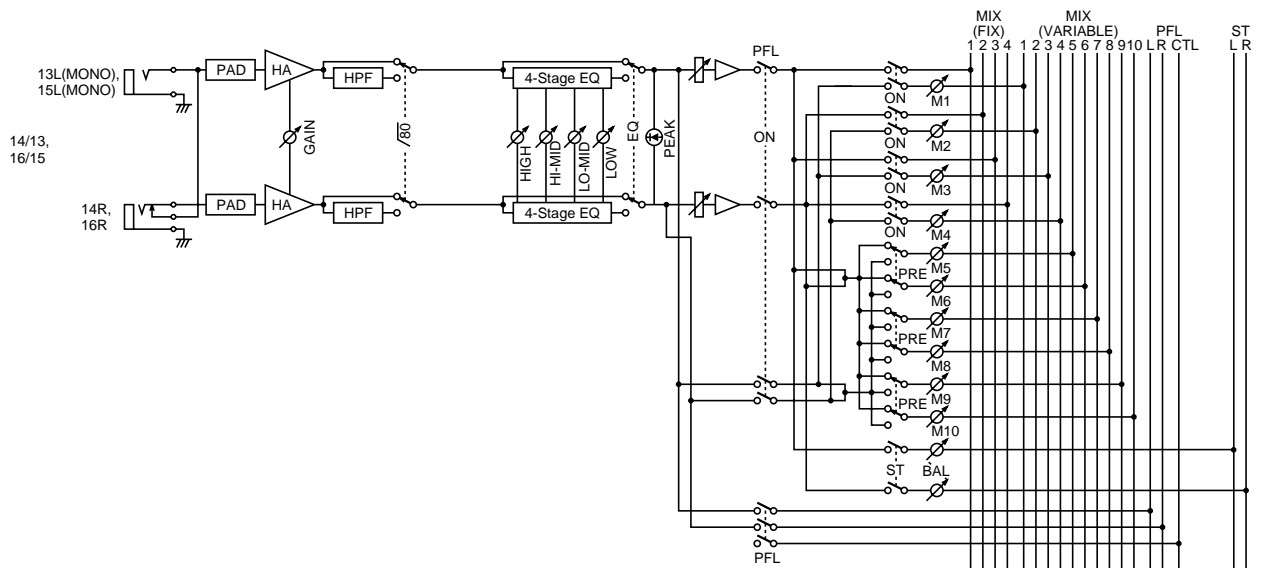 MIX
(FIX)
MIX
(VARIABLE)
PFL
ST
1 2 3 4
1 2 3 4 5 6 7 8 9 10
L R CTL
L R
13L(MONO),
15L(MONO)
PAD
HA
HPF
4-Stage EQ
PFL
ON
M1
14/13,
16/15
GAIN
80
HIGH
HI-MID
LO-MID
LOW
EQ
PEAK
ON
ON
M2
ON
M3
14R,
16R
PAD
HA
HPF
4-Stage EQ
ON
M4
PRE
M5
M6
PRE
M7
M8
PRE
M9
M10
ST
BAL
PFL